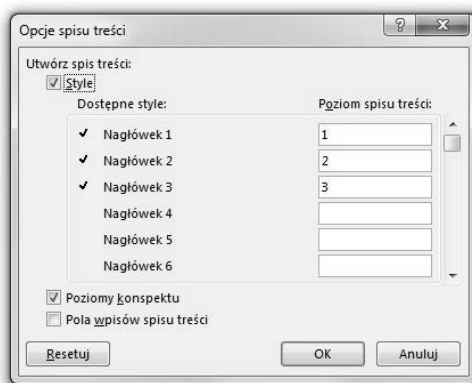 Opcje spisu treści
?
Utwórz spis treści:
Style
Dostępne style: Poziom spisu treści:
Nagłówek 1 1
Nagłówek 2 2
Nagłówek 3 3
Nagłówek 4
Nagłówek 5
Nagłówek 6
Poziomy konspektu
Pola wpisów spisu treści
Resetuj OK Anuluj